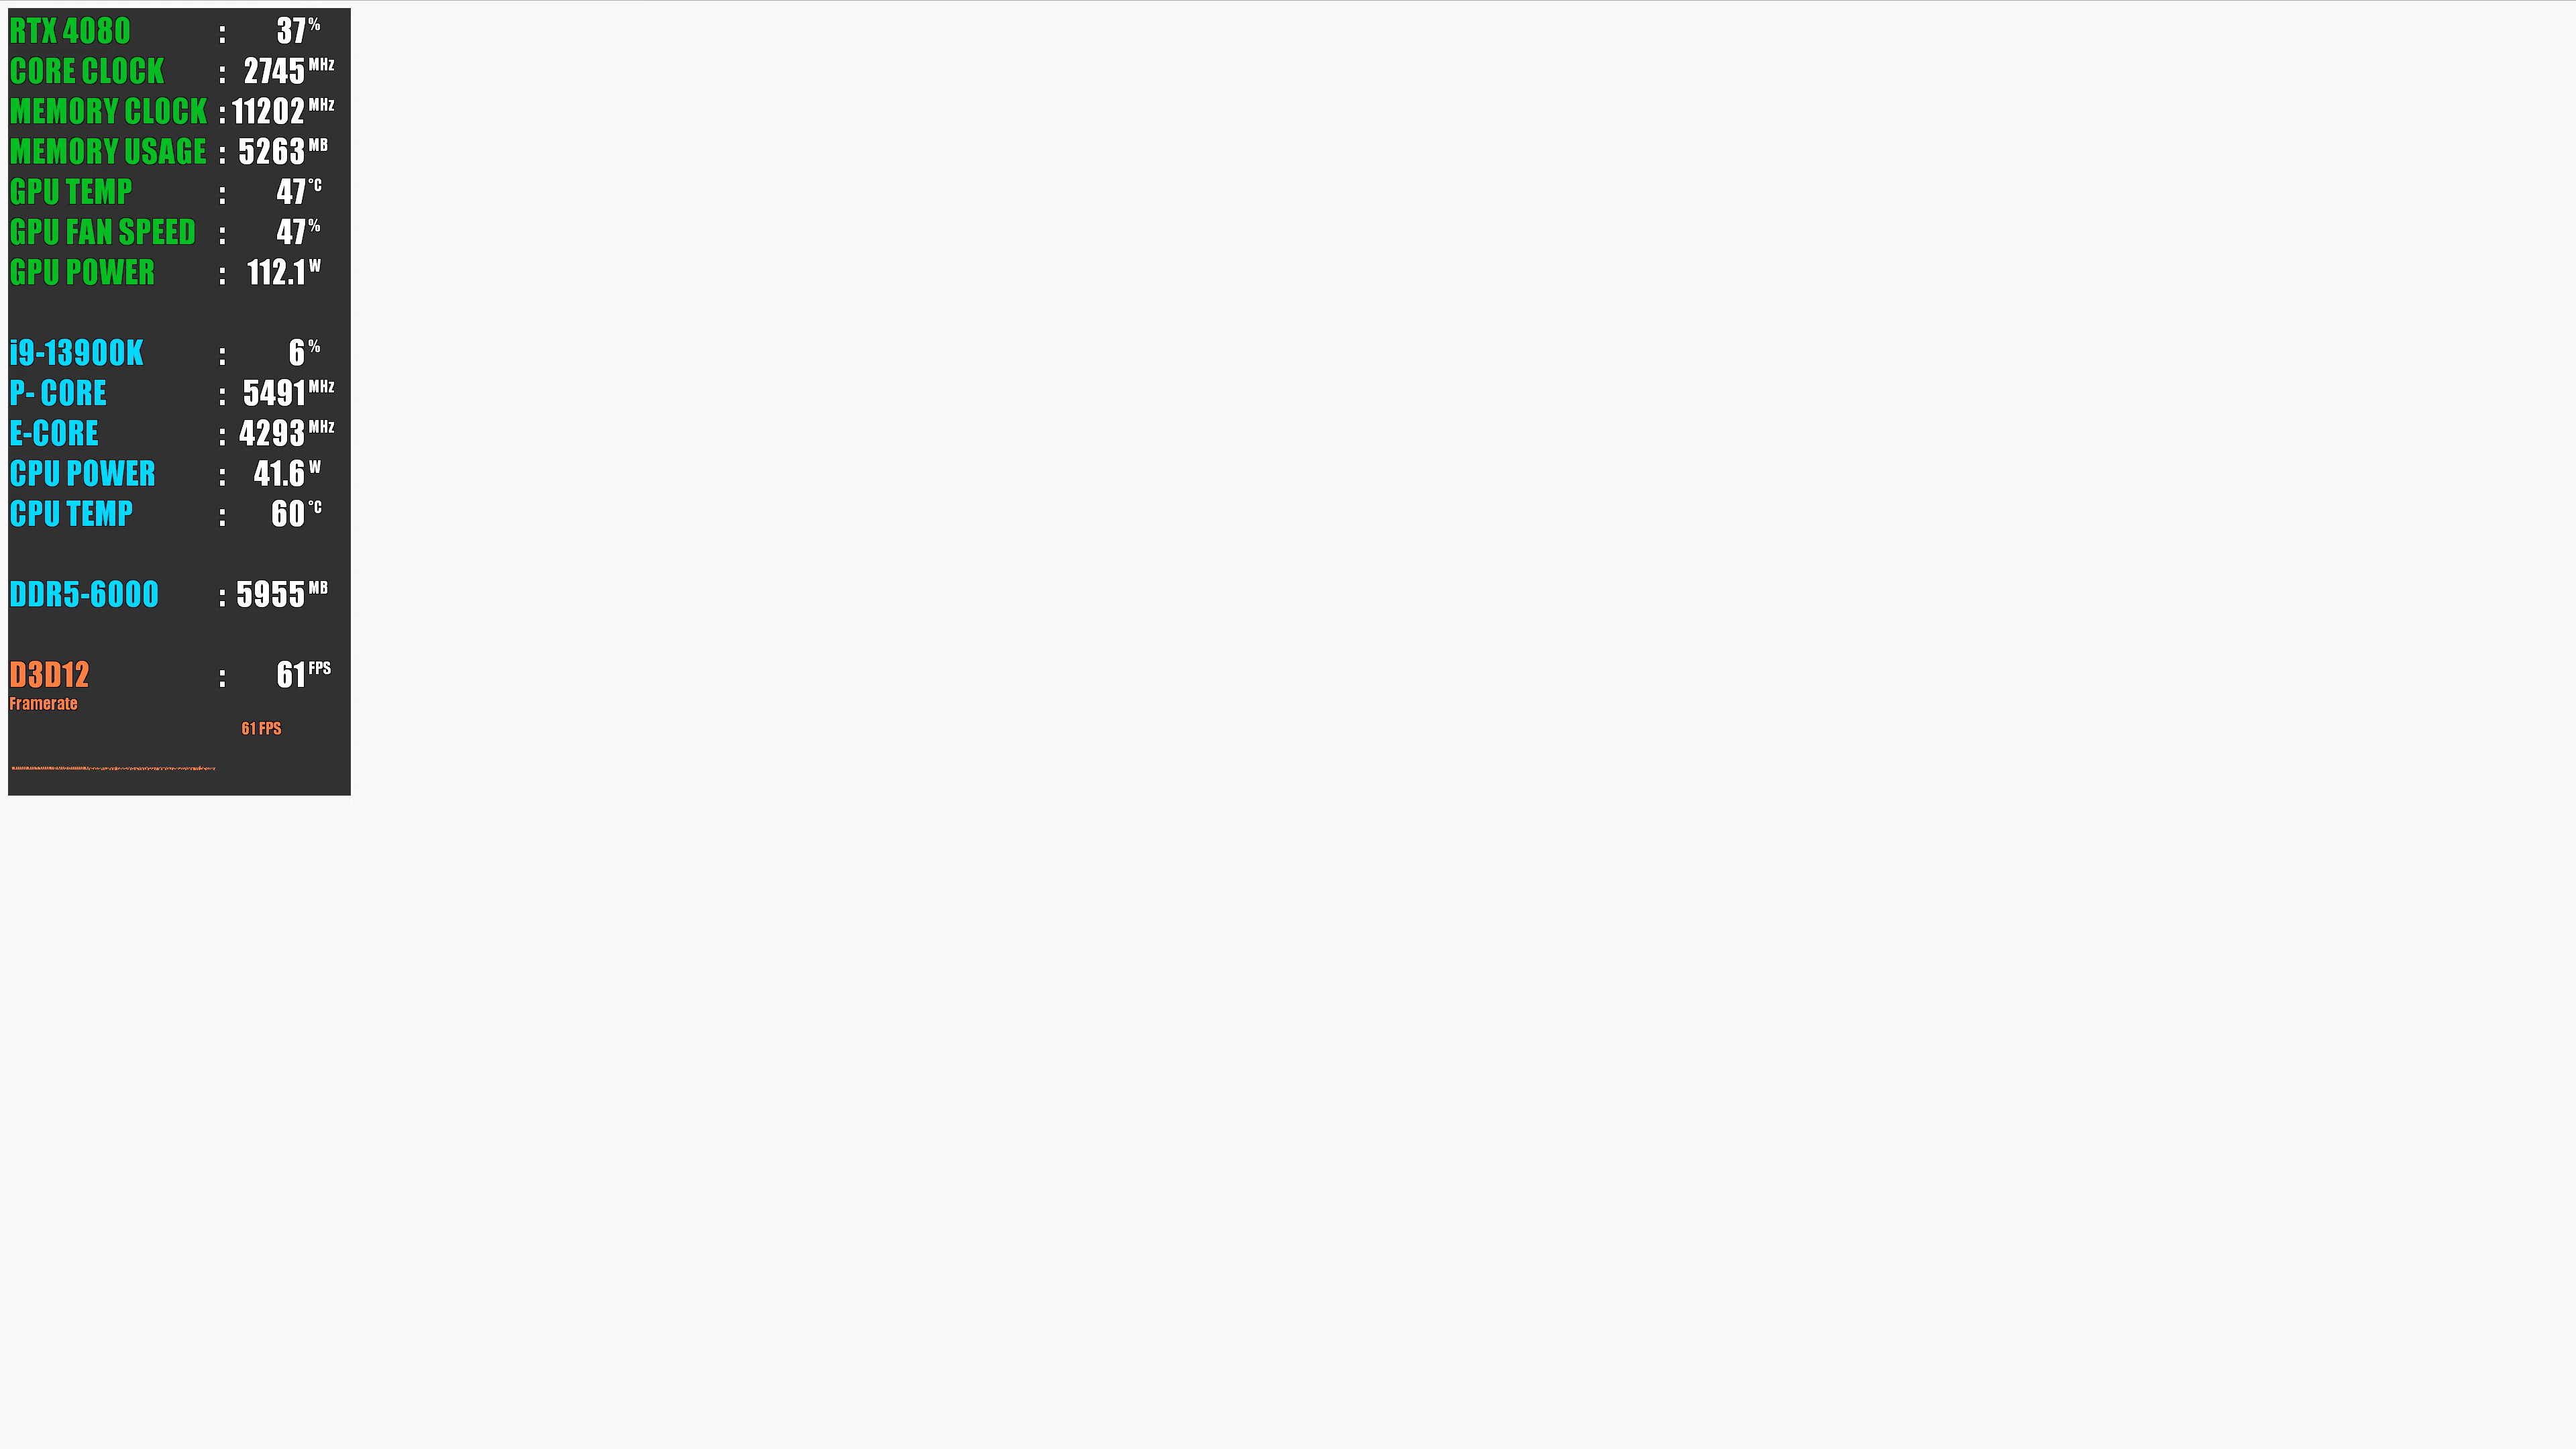 RTX 4080 : 37 %
CORE CLOCK : 2745 MHz
MEMORY CLOCK : 11202 MHz
MEMORY USAGE : 5263 MB
GPU TEMP : 47 °C
GPU FAN SPEED : 47 %
GPU POWER : 112.1 W
i9-13900K : 6 %
P- CORE : 5491 MHz
E-CORE : 4293 MHz
CPU POWER : 41.6 W
CPU TEMP : 60 °C
DDR5-6000 : 5955 MB
D3D12 : 61 FPS
Framerate
61 FPS